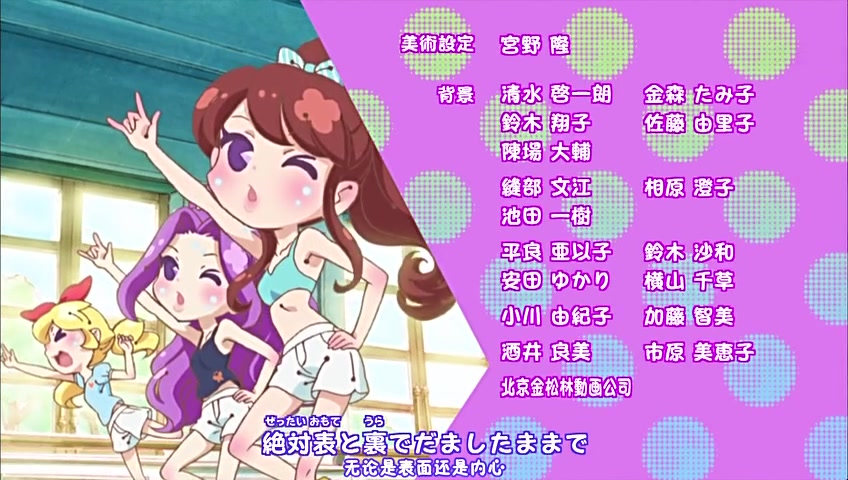 美術設定 宮野 隆
背景 清水 啓一朗 金森 たみ子
鈴木 翔子 佐藤 由里子
陳場 大輔
縫部 文江 相原 澄子
池田 一樹
平良 亜以子 鈴木 沙和
安田 ゆかり 横山 千草
小川 由紀子 加藤 智美
酒井 良美 市原 美恵子
北京金松林動画公司
ぜったい おもて うら
絶対表と裏でだましたままで
无论是表面还是内心